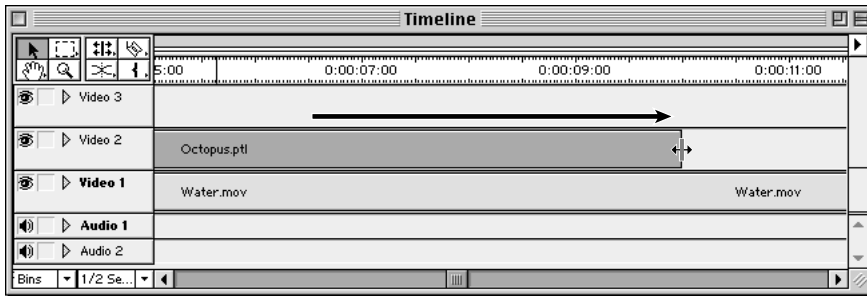 Timeline
5:00 0:00:07:00 0:00:09:00 0:00:11:00
Video 3
Video 2
Octopus.ptl
Video 1
Water.mov Water.mov
Audio 1
Audio 2
Bins 1/2 Se...